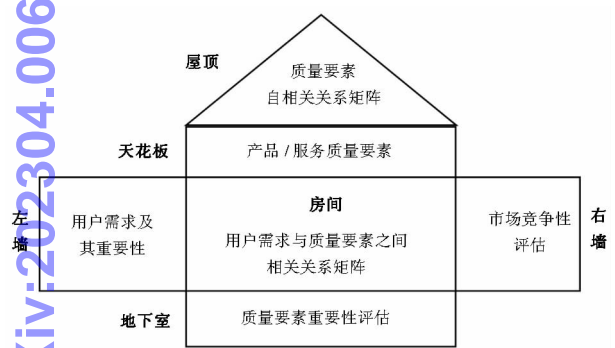 屋顶
质量要素
自相关关系矩阵
天花板
产品 / 服务质量要素
左墙
用户需求及
其重要性
房间
用户需求与质量要素之间
相关关系矩阵
市场竞争性
评估
右墙
地下室
质量要素重要性评估
Xiv:202304.006